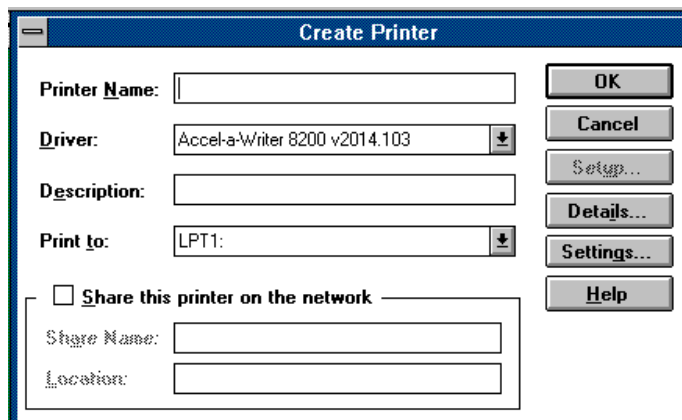 Create Printer
Printer Name:
OK
Driver:
Accel-a-Writer 8200 v2014.103
Cancel
Setup...
Description:
Details...
Print to:
LPT1:
Settings...
Share this printer on the network
Help
Share Name:
Location: